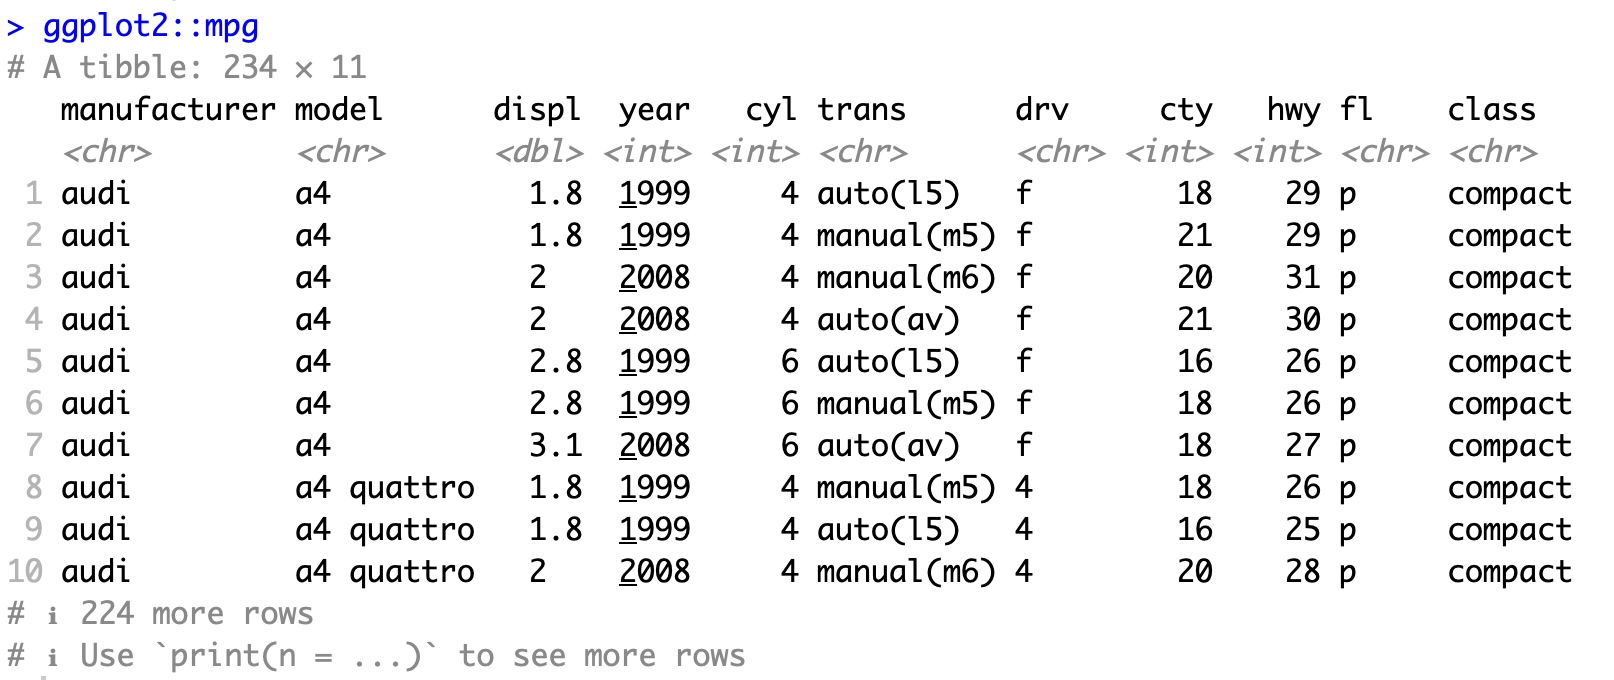 > ggplot2::mpg
# A tibble: 234 × 11
   manufacturer model      displ  year   cyl trans      drv     cty   hwy fl    class
   <chr>        <chr>      <dbl> <int> <int> <chr>      <chr> <int> <int> <chr> <chr>
 1 audi         a4           1.8  1999     4 auto(l5)   f        18    29 p     compact
 2 audi         a4           1.8  1999     4 manual(m5) f        21    29 p     compact
 3 audi         a4           2    2008     4 manual(m6) f        20    31 p     compact
 4 audi         a4           2    2008     4 auto(av)   f        21    30 p     compact
 5 audi         a4           2.8  1999     6 auto(l5)   f        16    26 p     compact
 6 audi         a4           2.8  1999     6 manual(m5) f        18    26 p     compact
 7 audi         a4           3.1  2008     6 auto(av)   f        18    27 p     compact
 8 audi         a4 quattro   1.8  1999     4 manual(m5) 4        18    26 p     compact
 9 audi         a4 quattro   1.8  1999     4 auto(l5)   4        16    25 p     compact
10 audi         a4 quattro   2    2008     4 manual(m6) 4        20    28 p     compact
# ℹ 224 more rows
# ℹ Use `print(n = ...)` to see more rows